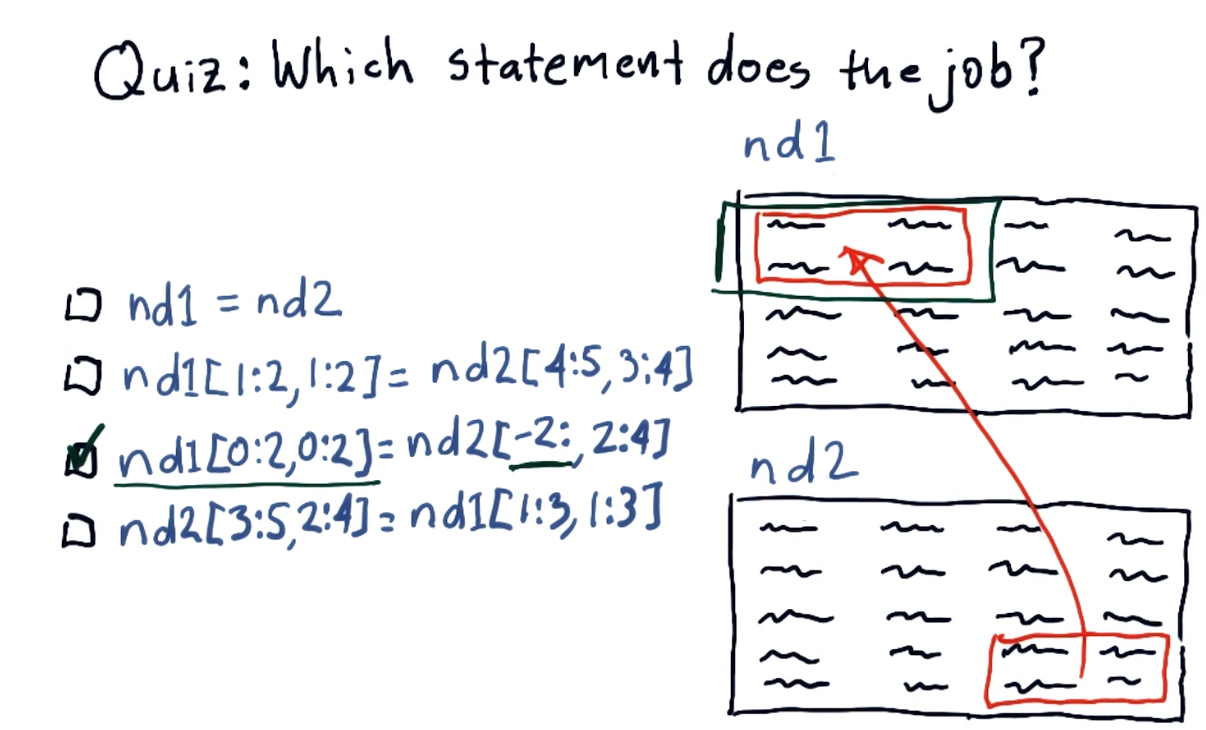 Quiz: Which statement does the job?
nd1
nd1 = nd2
nd1[1:2,1:2]= nd2[4:5,3:4]
nd1[0:2,0:2]= nd2[-2:,2:4]
nd2[3:5,2:4]= nd1[1:3,1:3]
nd2